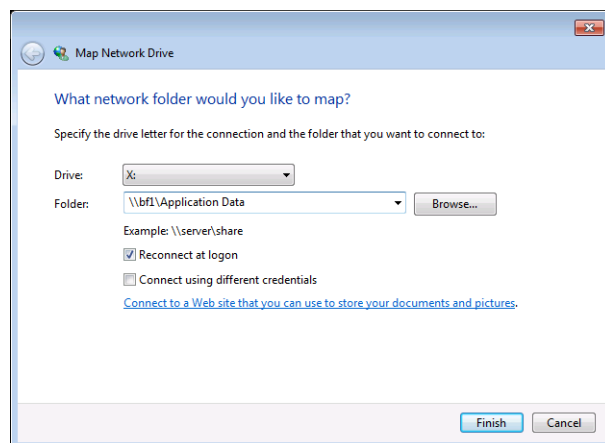 Map Network Drive
What network folder would you like to map?
Specify the drive letter for the connection and the folder that you want to connect to:
Drive: X:
Folder: \\bf1\Application Data Browse...
Example: \\server\share
Reconnect at logon
Connect using different credentials
Connect to a Web site that you can use to store your documents and pictures.
Finish Cancel